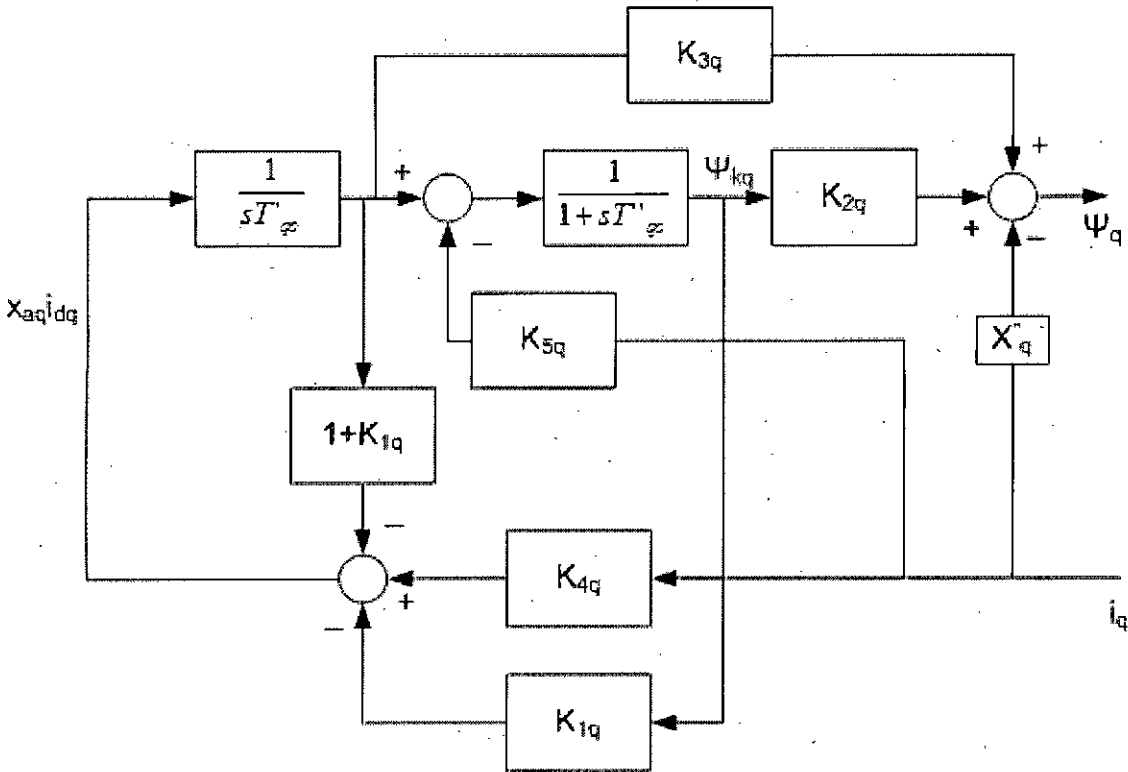 K3q
+
1
sT'
+
1
1+sT''
Ψkq
K2q
+
Ψq
−
−
xaqidq
K5q
X''q
1+K1q
−
K4q
+
−
iq
K1q